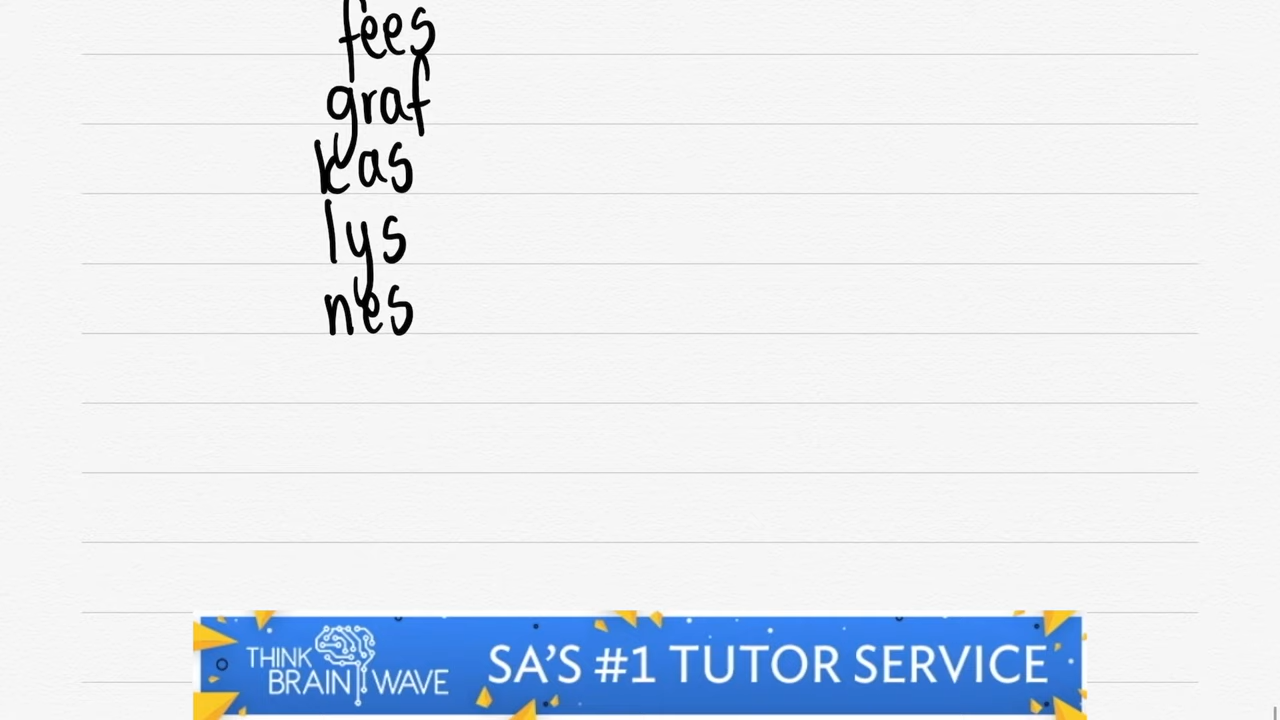 fees
graf
kas
lys
nes
THINK
BRAIN WAVE
SA'S #1 TUTOR SERVICE